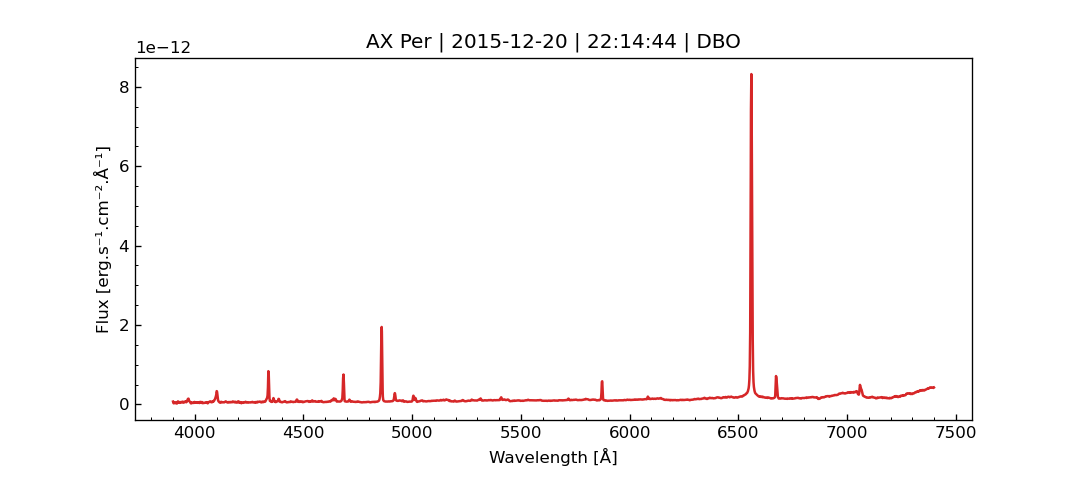 AX Per | 2015-12-20 | 22:14:44 | DBO
1e−12
8
6
4
2
0
Flux [erg.s⁻¹.cm⁻².Å⁻¹]
4000 4500 5000 5500 6000 6500 7000 7500
Wavelength [Å]